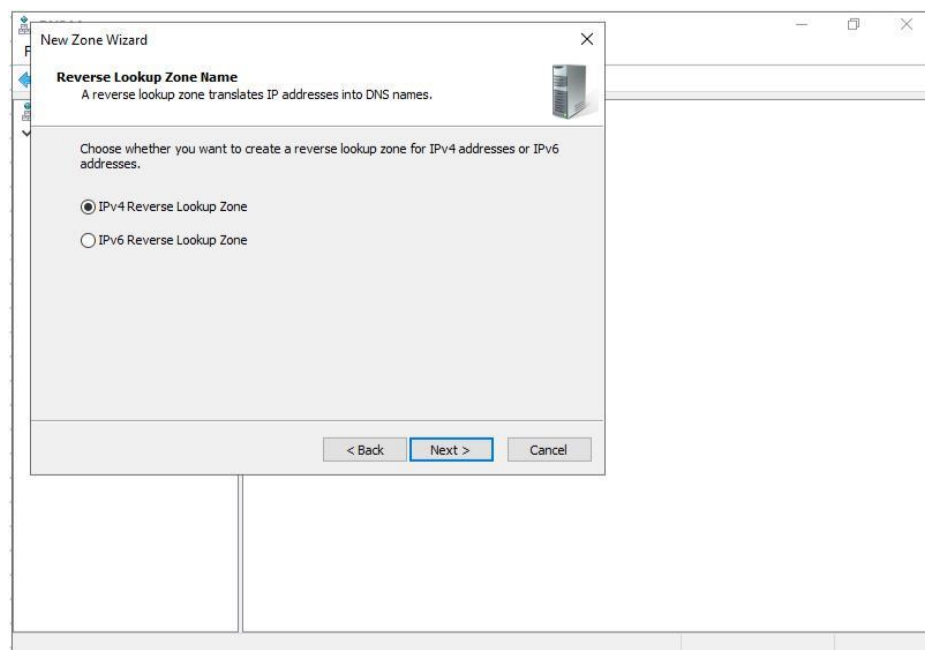 New Zone Wizard
Reverse Lookup Zone Name
A reverse lookup zone translates IP addresses into DNS names.
Choose whether you want to create a reverse lookup zone for IPv4 addresses or IPv6
addresses.
IPv4 Reverse Lookup Zone
IPv6 Reverse Lookup Zone
< Back
Next >
Cancel